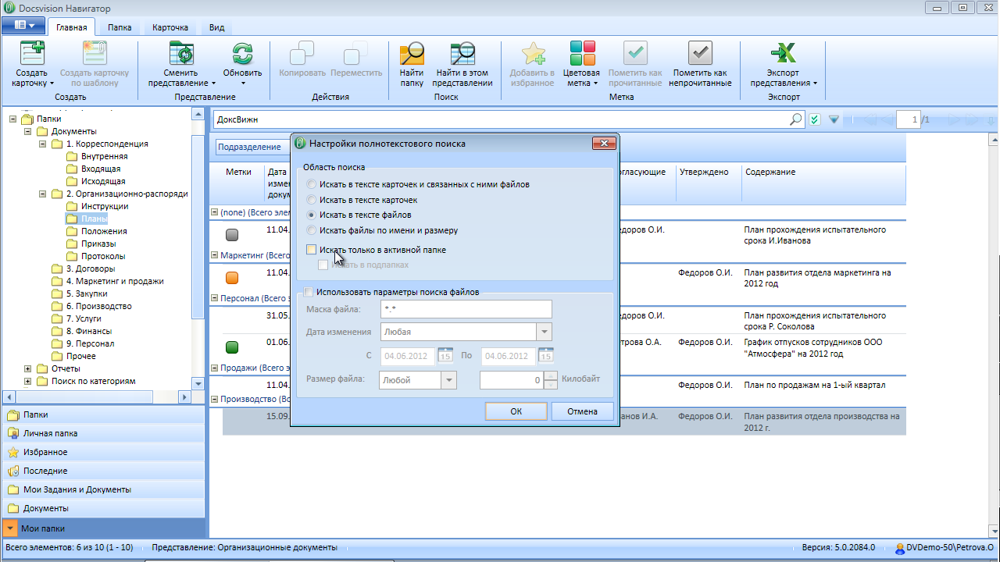 Docsvision Навигатор
Главная Папка Карточка Вид
Создать карточку
Создать карточку по шаблону
Сменить представление
Обновить
Копировать
Переместить
Найти папку
Найти в этом представлении
Добавить в избранное
Цветовая метка
Пометить как прочитанные
Пометить как непрочитанные
Экспорт представления
Создать Представление Действия Поиск Метка Экспорт
Папки
Документы
1. Корреспонденция
Внутренняя
Входящая
Исходящая
2. Организационно-распоряди
Инструкции
Планы
Положения
Приказы
Протоколы
3. Договоры
4. Маркетинг и продажи
5. Закупки
6. Производство
7. Услуги
8. Финансы
9. Персонал
Прочее
Отчеты
Поиск по категориям
Папки
Личная папка
Избранное
Последние
Мои Задания и Документы
Документы
Мои папки
ДоксВижн
1 /1
Подразделение
Метки Дата Утверждено Содержание
(none) (Всего
11.04. План прохождения испытательного
срока И.Иванова
Маркетинг (Всего
11.04. Федоров О.И. План развития отдела маркетинга на
2012 год
Персонал (Всего
31.05. План прохождения испытательного
срока Р. Соколова
01.06. Федоров О.И. График отпусков сотрудников ООО
"Атмосфера" на 2012 год
Продажи (Всего
11.04. Федоров О.И. План по продажам на 1-ый квартал
Производство
15.09. Федоров О.И. План развития отдела производства на
2012 г.
Настройки полнотекстового поиска
Область поиска
Искать в тексте карточек и связанных с ними файлов
Искать в тексте карточек
Искать в тексте файлов
Искать файлы по имени и размеру
Искать только в активной папке
в подпапках
Использовать параметры поиска файлов
Маска файла: *.*
Дата изменения Любая
С 04.06.2012 15 По 04.06.2012 15
Размер файла: Любой 0 Килобайт
ОК Отмена
Всего элементов: 6 из 10 (1 - 10) Представление: Организационные документы Версия: 5.0.2084.0 DVDemo-50\Petrova.O